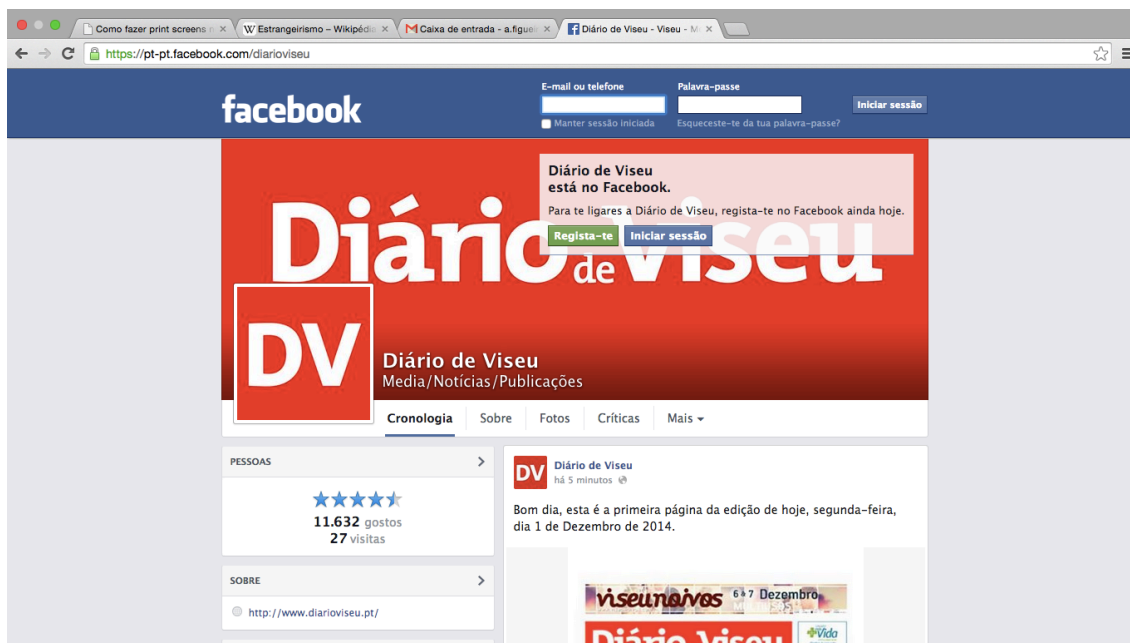 Como fazer print screens n
W Estrangeirismo – Wikipédia
Caixa de entrada - a.figuei
Diário de Viseu - Viseu - M
https://pt-pt.facebook.com/diarioviseu
facebook
E-mail ou telefone
Palavra-passe
Iniciar sessão
Manter sessão iniciada
Esqueceste-te da tua palavra-passe?
Diário de Viseu
está no Facebook.
Para te ligares a Diário de Viseu, regista-te no Facebook ainda hoje.
Regista-te
Iniciar sessão
Diário de Viseu
DV
Diário de Viseu
Media/Notícias/Publicações
Cronologia
Sobre
Fotos
Críticas
Mais
PESSOAS
11.632 gostos
27 visitas
SOBRE
http://www.diarioviseu.pt/
DV
Diário de Viseu
há 5 minutos
Bom dia, esta é a primeira página da edição de hoje, segunda-feira,
dia 1 de Dezembro de 2014.
viseunoivos
6 e 7 Dezembro
Diário Viseu
+Vida